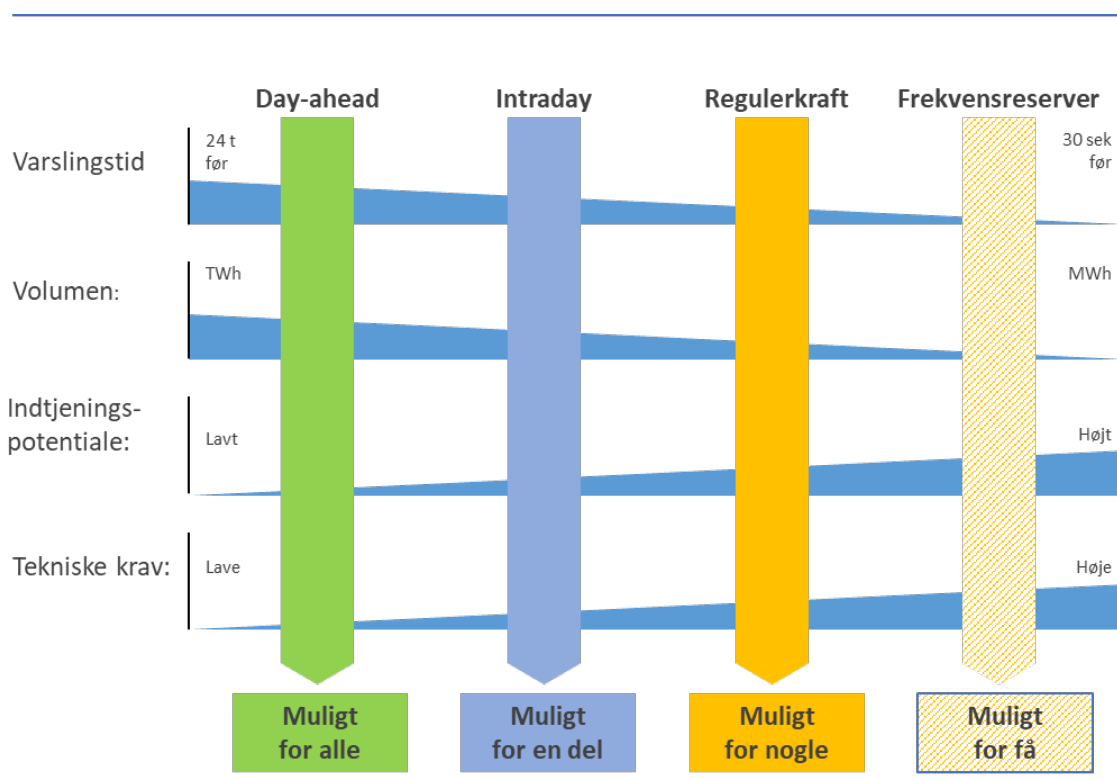 Day-ahead
Intraday
Regulerkraft
Frekvensreserver
Varslingstid
24 t
før
30 sek
før
Volumen:
TWh
MWh
Indtjenings-
potentiale:
Lavt
Højt
Tekniske krav:
Lave
Høje
Muligt
for alle
Muligt
for en del
Muligt
for nogle
Muligt
for få